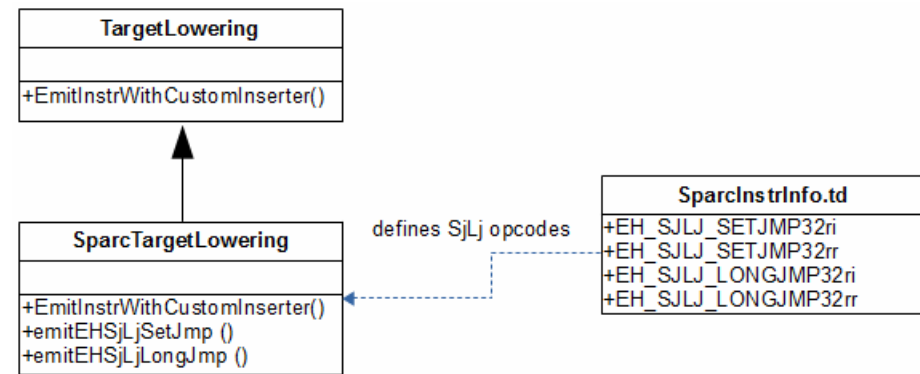 TargetLowering
+EmitInstrWithCustomInserter()
SparcTargetLowering
+EmitInstrWithCustomInserter()
+emitEHSjLjSetJmp ()
+emitEHSjLjLongJmp ()
defines SjLj opcodes
SparcInstrInfo.td
+EH_SJLJ_SETJMP32ri
+EH_SJLJ_SETJMP32rr
+EH_SJLJ_LONGJMP32ri
+EH_SJLJ_LONGJMP32rr